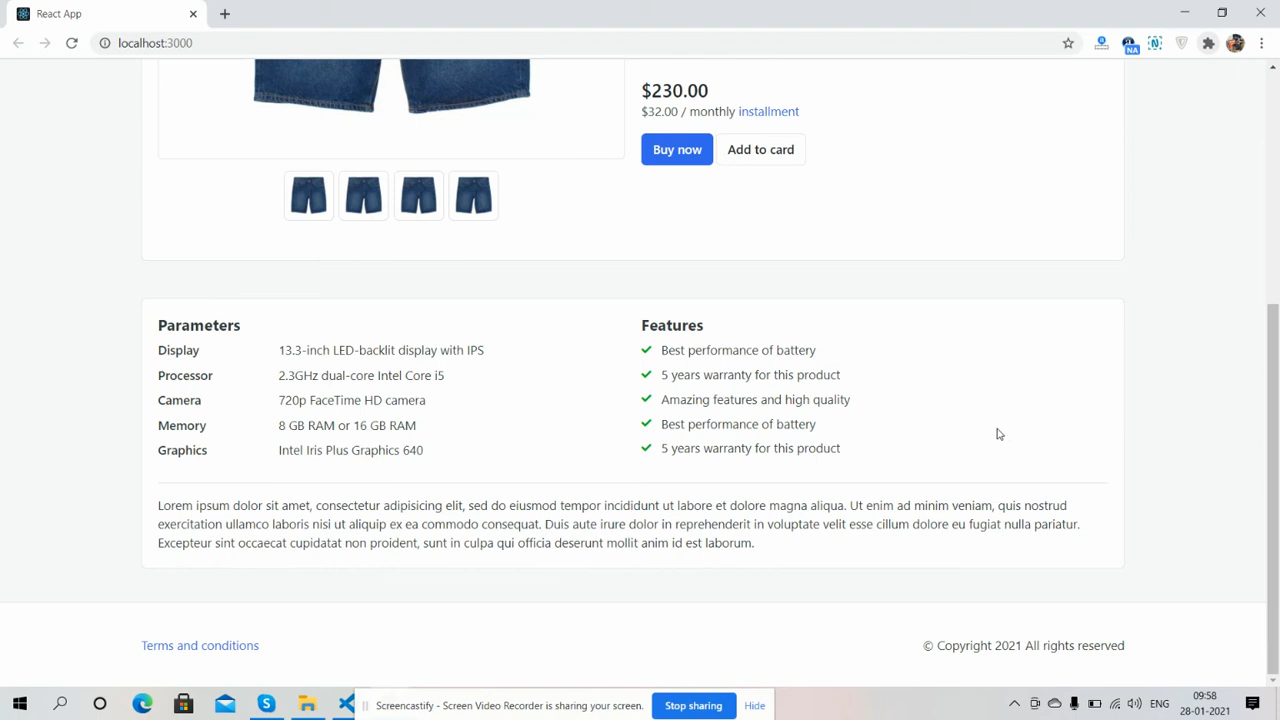 React App
localhost:3000
NA
$230.00
$32.00 / monthly installment
Buy now
Add to card
Parameters
Display 13.3-inch LED-backlit display with IPS
Processor 2.3GHz dual-core Intel Core i5
Camera 720p FaceTime HD camera
Memory 8 GB RAM or 16 GB RAM
Graphics Intel Iris Plus Graphics 640
Features
Best performance of battery
5 years warranty for this product
Amazing features and high quality
Best performance of battery
5 years warranty for this product
Lorem ipsum dolor sit amet, consectetur adipisicing elit, sed do eiusmod tempor incididunt ut labore et dolore magna aliqua. Ut enim ad minim veniam, quis nostrud
exercitation ullamco laboris nisi ut aliquip ex ea commodo consequat. Duis aute irure dolor in reprehenderit in voluptate velit esse cillum dolore eu fugiat nulla pariatur.
Excepteur sint occaecat cupidatat non proident, sunt in culpa qui officia deserunt mollit anim id est laborum.
Terms and conditions
© Copyright 2021 All rights reserved
Screencastify - Screen Video Recorder is sharing your screen.
Stop sharing
Hide
ENG
09:58
28-01-2021